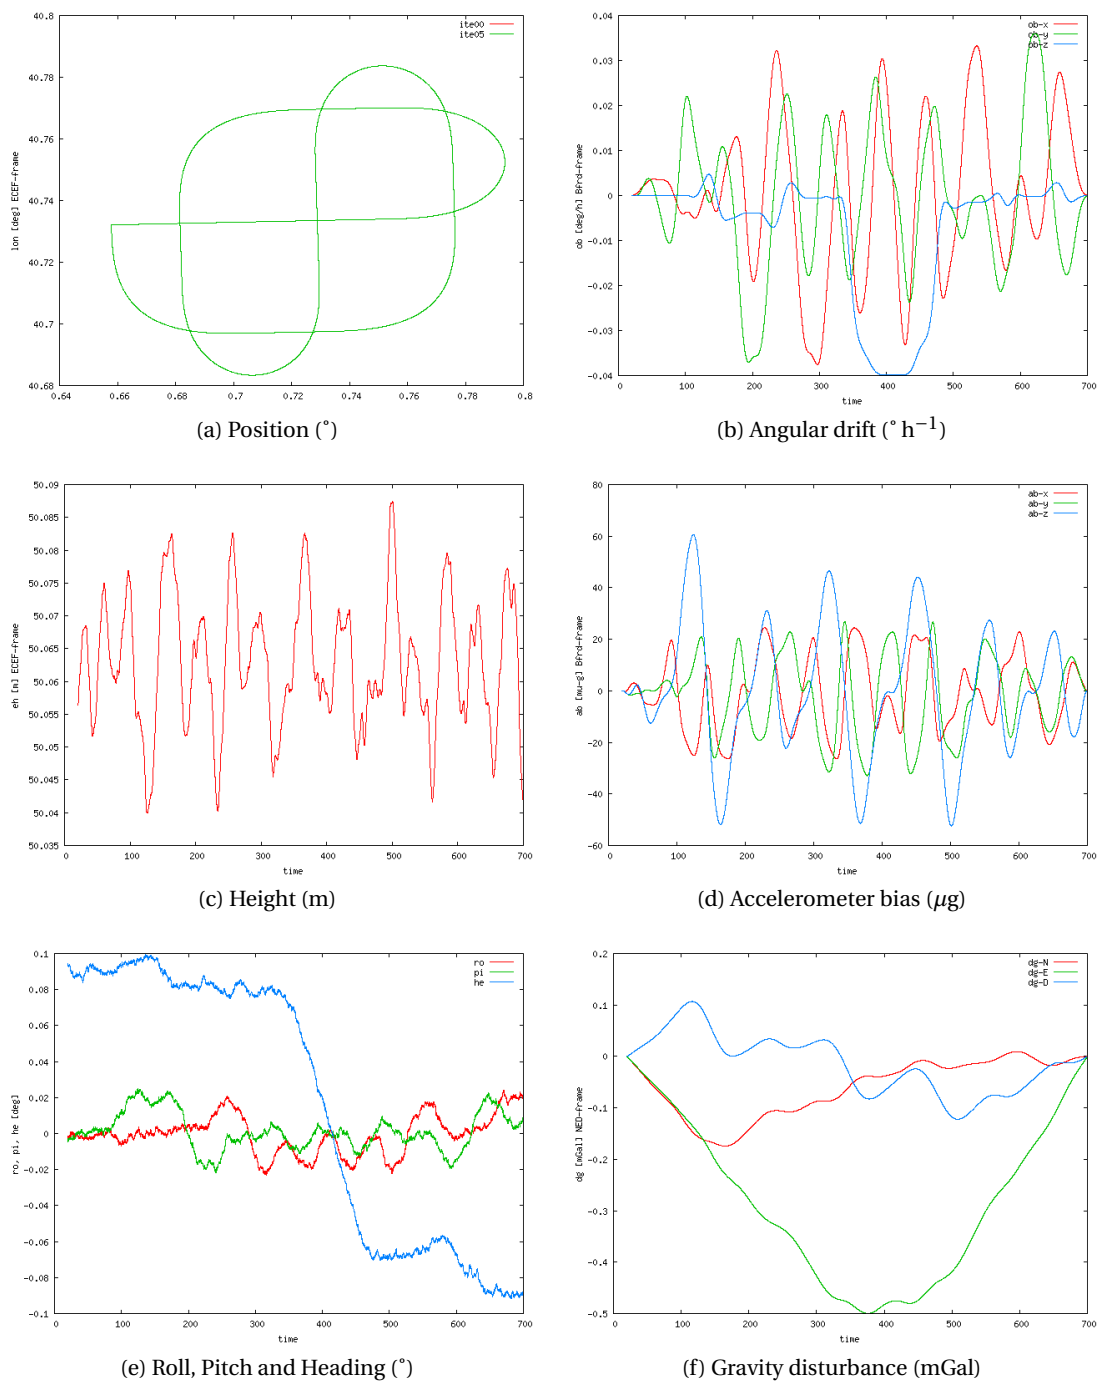 40.8
40.78
40.76
40.74
40.72
40.7
40.68
0.64 0.66 0.68 0.7 0.72 0.74 0.76 0.78 0.8
lon [deg] ECEF-frame
ite00
ite05
(a) Position (°)
0.04
0.03
0.02
0.01
0
-0.01
-0.02
-0.03
-0.04
0 100 200 300 400 500 600 700
time
ob [deg/h] Bfrd-frame
ob-x
ob-y
ob-z
(b) Angular drift (° h−1)
50.09
50.085
50.08
50.075
50.07
50.065
50.06
50.055
50.05
50.045
50.04
50.035
0 100 200 300 400 500 600 700
time
eh [m] ECEF-frame
(c) Height (m)
80
60
40
20
0
-20
-40
-60
0 100 200 300 400 500 600 700
time
ab [mu-g] Bfrd-frame
ab-x
ab-y
ab-z
(d) Accelerometer bias (μg)
0.1
0.08
0.06
0.04
0.02
0
-0.02
-0.04
-0.06
-0.08
-0.1
0 100 200 300 400 500 600 700
time
ro, pi, he [deg]
ro
pi
he
(e) Roll, Pitch and Heading (°)
0.2
0.1
0
-0.1
-0.2
-0.3
-0.4
-0.5
0 100 200 300 400 500 600 700
time
dg [mGal] NED-frame
dg-N
dg-E
dg-D
(f) Gravity disturbance (mGal)